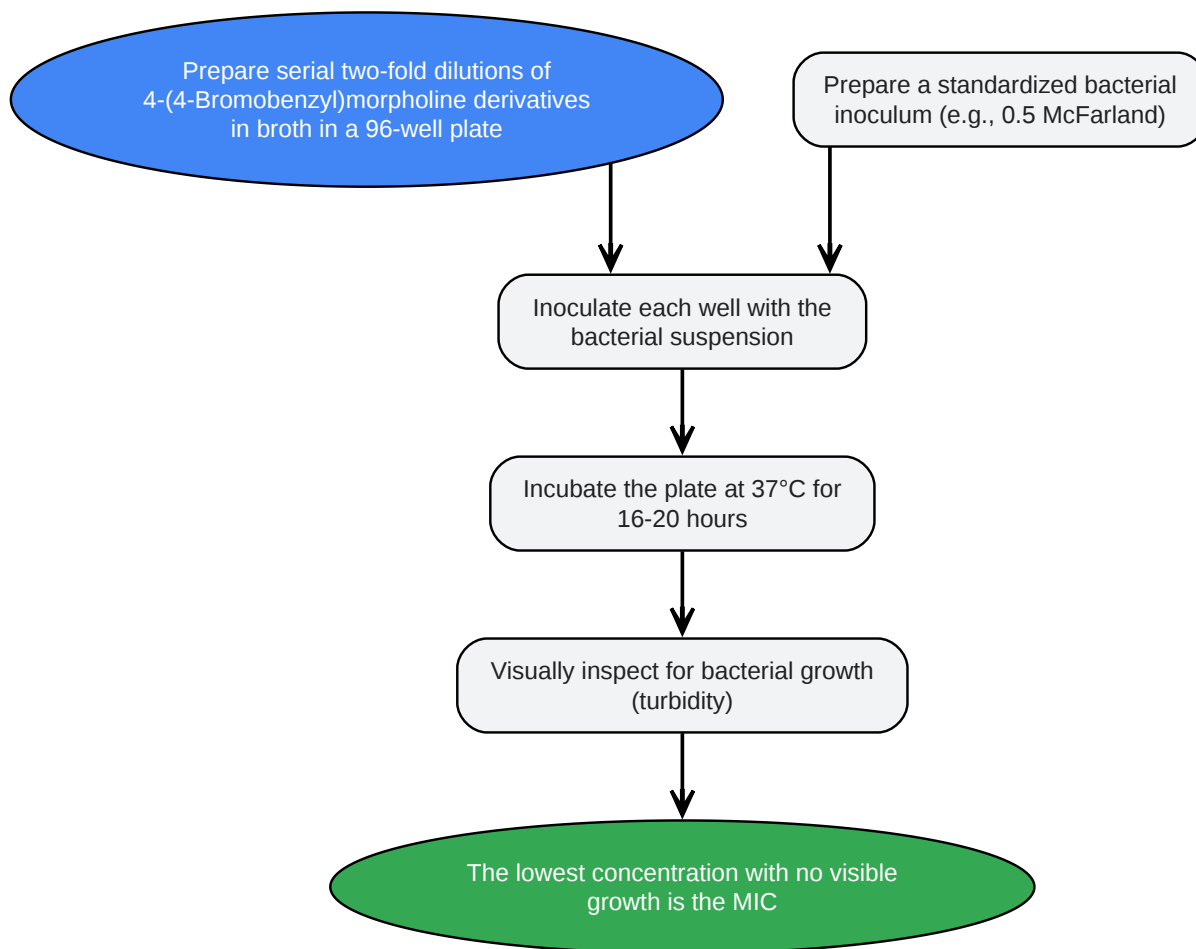 Prepare serial two-fold dilutions of
4-(4-Bromobenzyl)morpholine derivatives
in broth in a 96-well plate
Prepare a standardized bacterial
inoculum (e.g., 0.5 McFarland)
Inoculate each well with the
bacterial suspension
Incubate the plate at 37°C for
16-20 hours
Visually inspect for bacterial growth
(turbidity)
The lowest concentration with no visible
growth is the MIC